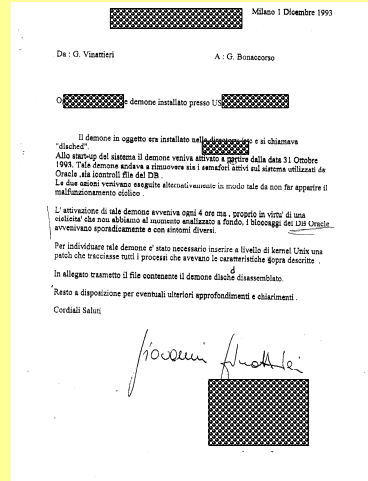 Milano 1 Dicembre 1993
Da : G. Vinattieri
A : G. Bonaccorso
O e demone installato presso US
Il demone in oggetto era installato nella e si chiamava
"dlsched".
Allo start-up del sistema il demone veniva attivato a partire dalla data 31 Ottobre
1993. Tale demone andava a rimuovere sia i semafori attivi sul sistema utilizzati da
Oracle ,sia icontroll file del DB .
Le due azioni venivano eseguite alternativamente in modo tale da non far apparire il
malfunzionamento ciclico .
L' attivazione di tale demone avveniva ogni 4 ore ma , proprio in virtu' di una
ciclicita' che non abbiamo al momento analizzato a fondo, i bloccaggi dei DB Oracle
avvenivano sporadicamente e con sintomi diversi.
Per individuare tale demone e' stato necessario inserire a livello di kernel Unix una
patch che tracciasse tutti i processi che avevano le caratteristiche sopra descritte .
In allegato trasmetto il file contenente il demone dlsched disassemblato.
Resto a disposizione per eventuali ulteriori approfondimenti e chiarimenti .
Cordiali Saluti
Giovanni Vinattieri